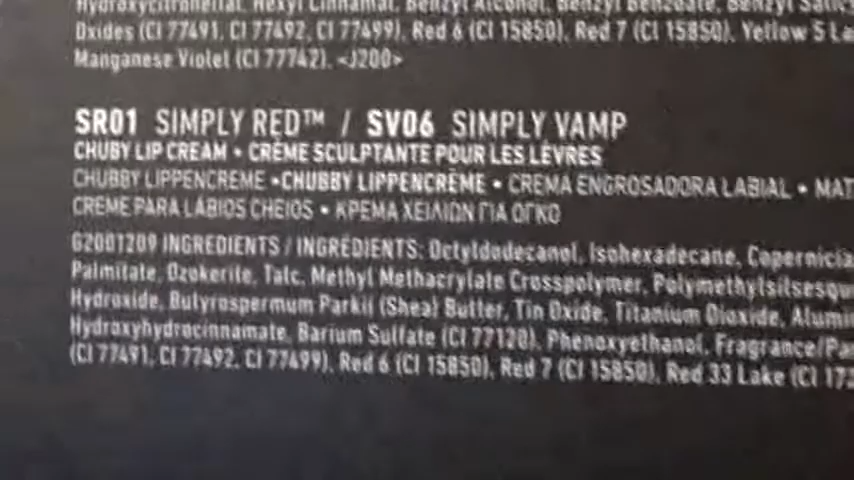 Hydroxycitronellal, Hexyl Cinnamal, Benzyl Alcohol, Benzyl Benzoate, Benzyl
Oxides (CI 77491, CI 77492, CI 77499), Red 6 (CI 15850), Red 7 (CI 15850), Yellow 5 La
Manganese Violet (CI 77742). <J200>
SR01 SIMPLY RED™ / SV06 SIMPLY VAMP
CHUBY LIP CREAM • CRÈME SCULPTANTE POUR LES LÈVRES
CHUBBY LIPPENCREME • CHUBBY LIPPENCRÈME • CREMA ENGROSADORA LABIAL • MAT
CREME PARA LÁBIOS CHEIOS • ΚΡΕΜΑ ΧΕΙΛΙΩΝ ΓΙΑ ΟΓΚΟ
G2001209 INGREDIENTS / INGRÉDIENTS: Octyldodecanol, Isohexadecane, Copernicia
Palmitate, Ozokerite, Talc, Methyl Methacrylate Crosspolymer, Polymethylsilsesqu
Hydroxide, Butyrospermum Parkii (Shea) Butter, Tin Oxide, Titanium Dioxide, Alumi
Hydroxyhydrocinnamate, Barium Sulfate (CI 77120), Phenoxyethanol, Fragrance/Pa
(CI 77491, CI 77492, CI 77499), Red 6 (CI 15850), Red 7 (CI 15850), Red 33 Lake (CI 172